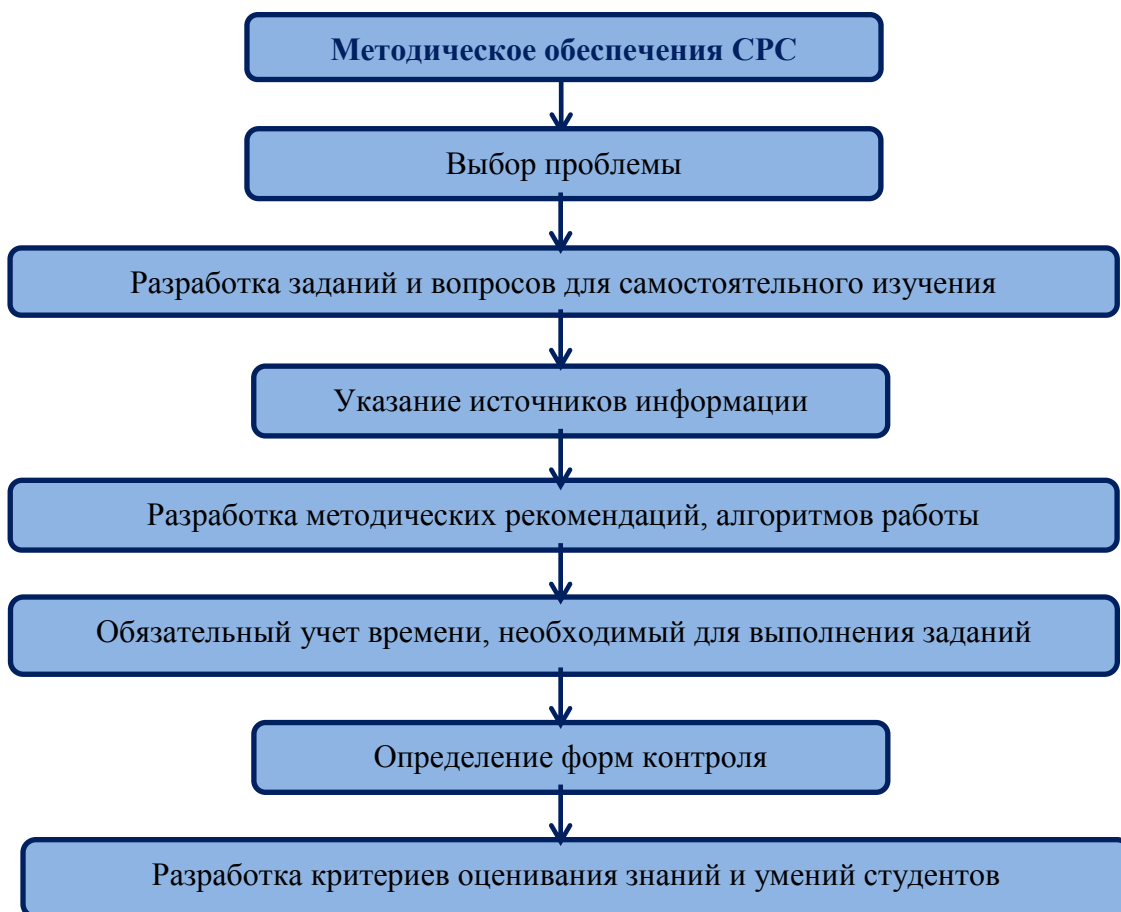 Методическое обеспечения СРС
Выбор проблемы
Разработка заданий и вопросов для самостоятельного изучения
Указание источников информации
Разработка методических рекомендаций, алгоритмов работы
Обязательный учет времени, необходимый для выполнения заданий
Определение форм контроля
Разработка критериев оценивания знаний и умений студентов